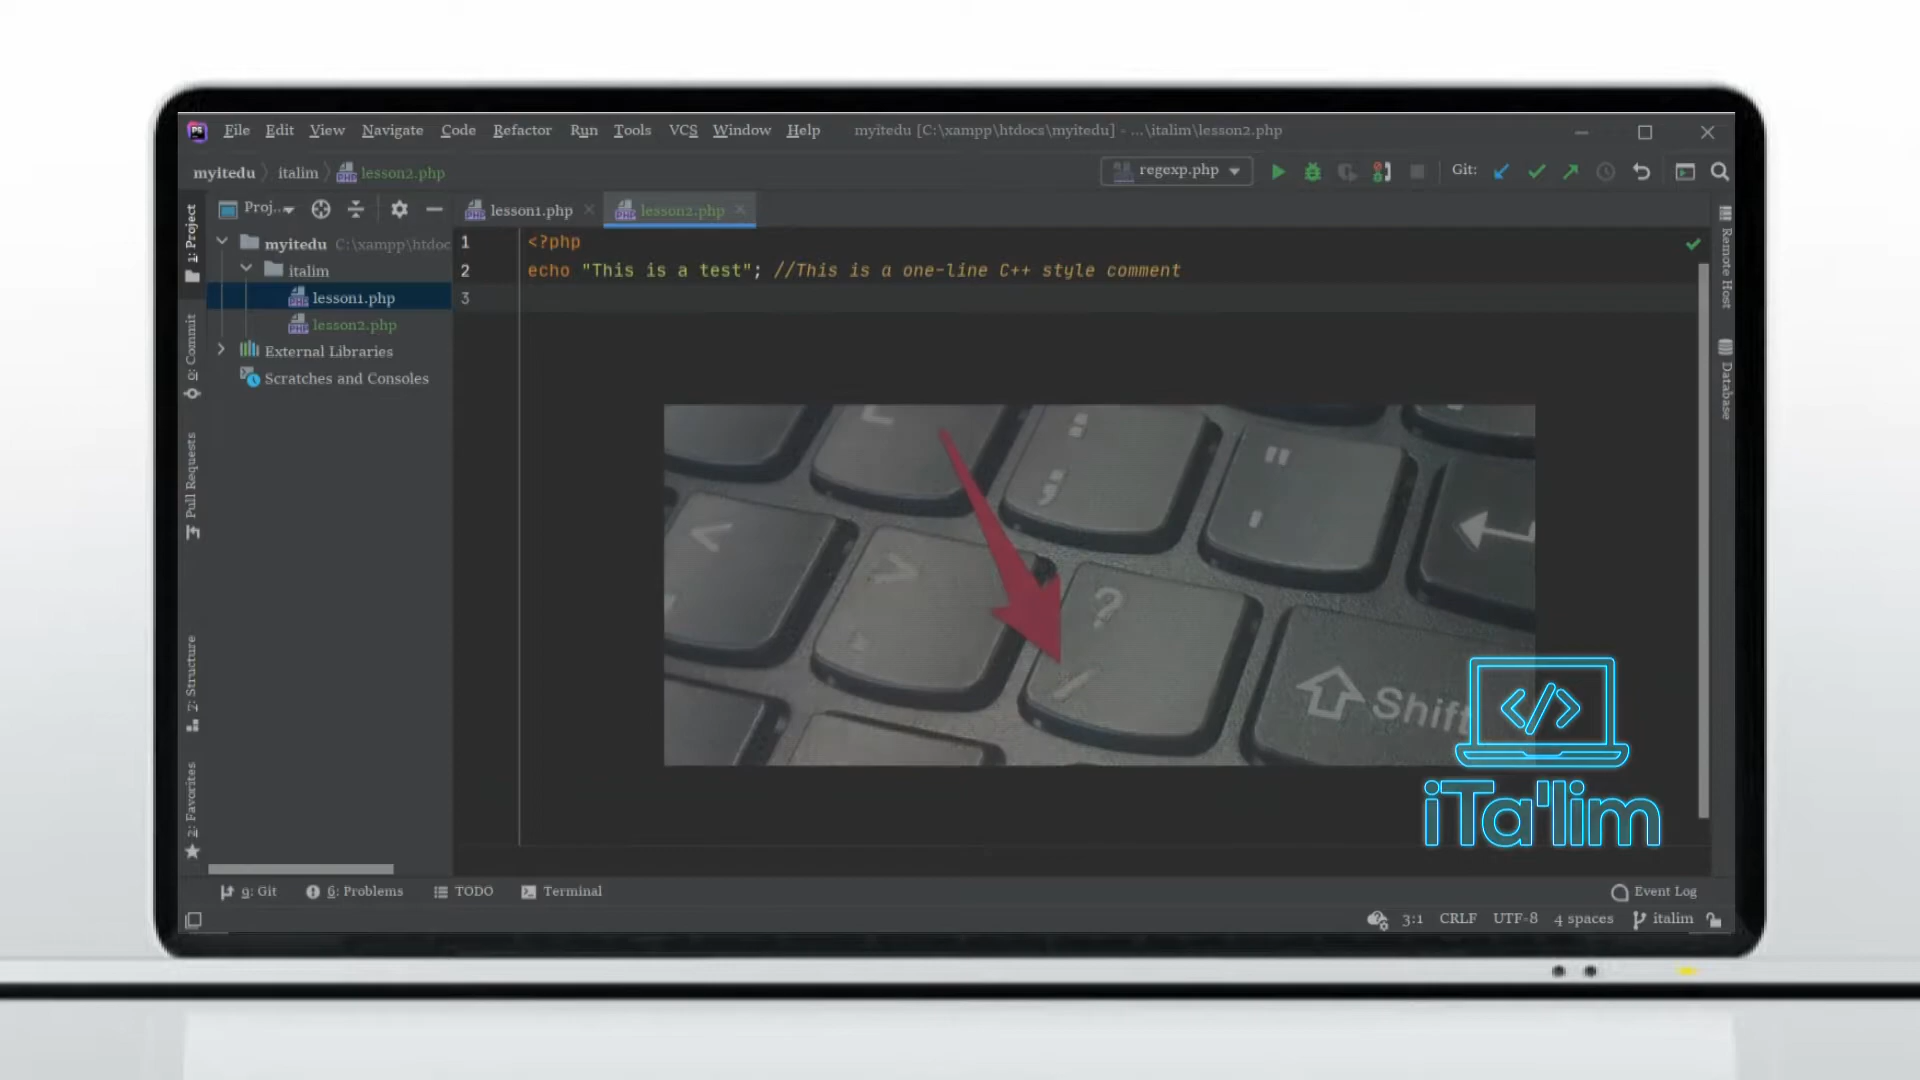 File Edit View Navigate Code Refactor Run Tools VCS Window Help myitedu [C:\xampp\htdocs\myitedu] - ...\italim\lesson2.php
myitedu italim lesson2.php regexp.php Git:
Proj... lesson1.php lesson2.php
1 <?php
2 echo "This is a test"; //This is a one-line C++ style comment
3
myitedu C:\xampp\htdoc
italim
lesson1.php
lesson2.php
External Libraries
Scratches and Consoles
1: Project
0: Commit
Pull Requests
7: Structure
2: Favorites
Remote Host
Database
" '
< >
? /
Shift
</>
iTa'lim
9: Git 6: Problems TODO Terminal Event Log
3:1 CRLF UTF-8 4 spaces italim